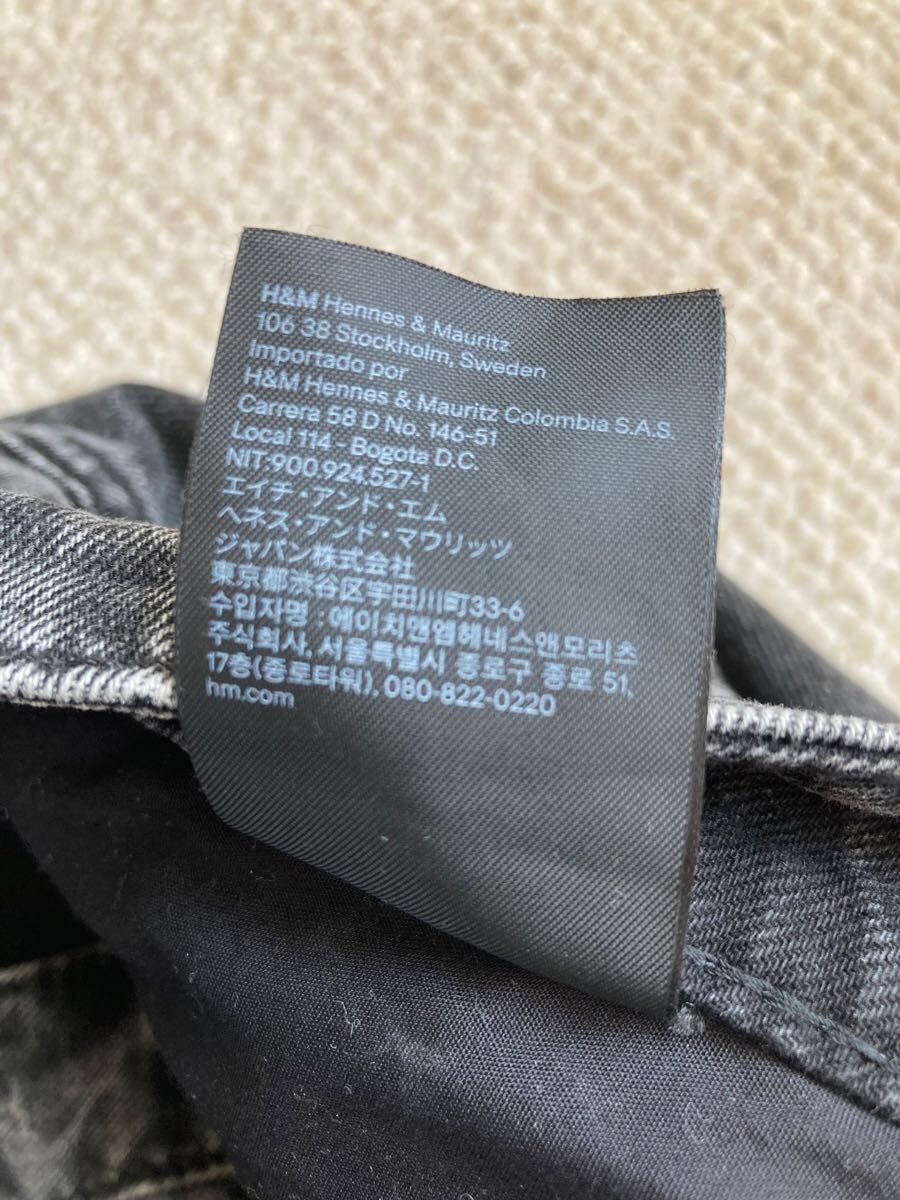 H&M Hennes & Mauritz
106 38 Stockholm, Sweden
Importado por
H&M Hennes & Mauritz Colombia S.A.S.
Carrera 58 D No. 146-51
Local 114 - Bogota D.C.
NIT:900.924.527-1
エイチ・アンド・エム
ヘネス・アンド・マウリッツ
ジャパン株式会社
東京都渋谷区宇田川町33-6
수입자명 : 에이치앤엠헤네스앤모리츠
주식회사, 서울특별시 종로구 종로 51,
17층(종로타워), 080-822-0220
hm.com